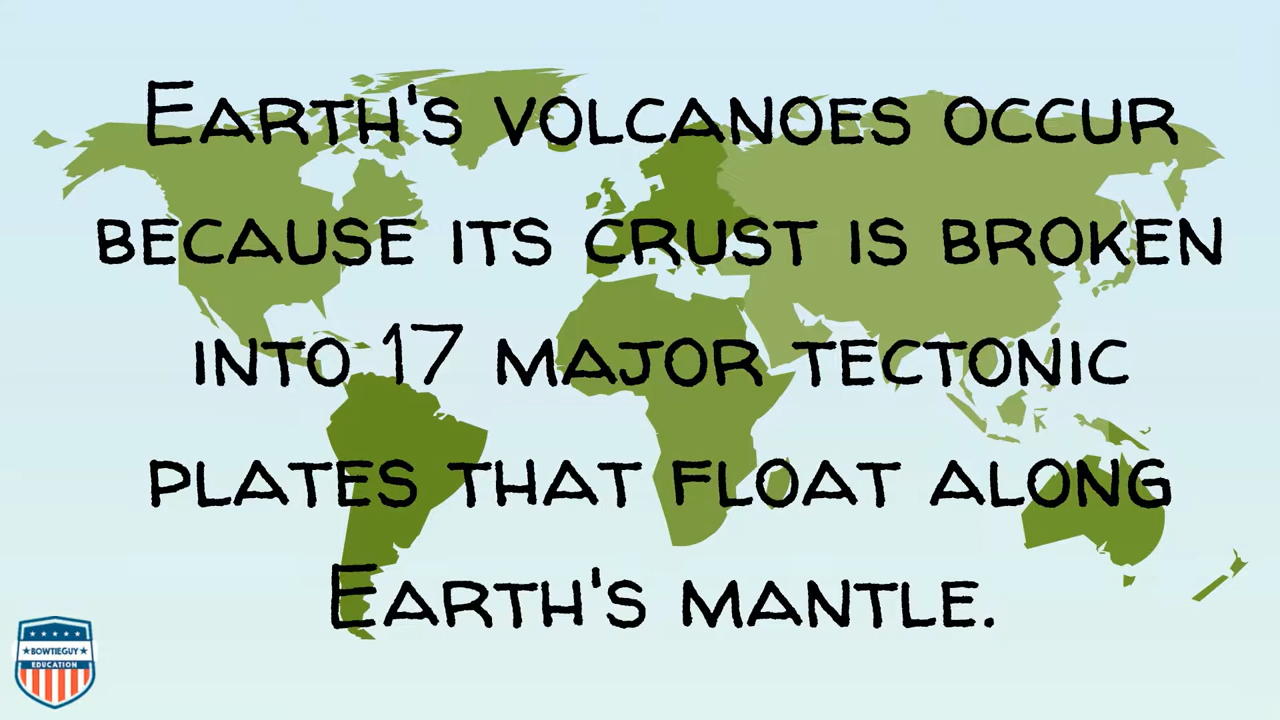 Earth's volcanoes occur
because its crust is broken
into 17 major tectonic
plates that float along
Earth's mantle.
BOWTIEGUY
EDUCATION